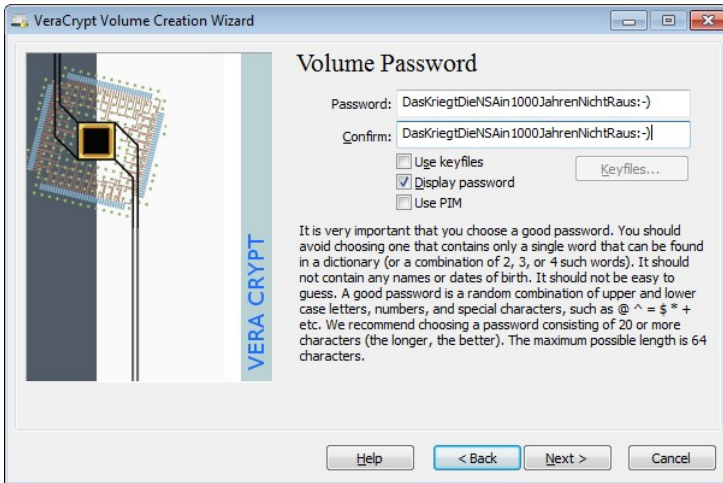 VeraCrypt Volume Creation Wizard
Volume Password
Password: DasKriegtDieNSAin1000JahrenNichtRaus:-)
Confirm: DasKriegtDieNSAin1000JahrenNichtRaus:-)
Use keyfiles
Keyfiles...
Display password
Use PIM
It is very important that you choose a good password. You should
avoid choosing one that contains only a single word that can be found
in a dictionary (or a combination of 2, 3, or 4 such words). It should
not contain any names or dates of birth. It should not be easy to
guess. A good password is a random combination of upper and lower
case letters, numbers, and special characters, such as @ ^ = $ * +
etc. We recommend choosing a password consisting of 20 or more
characters (the longer, the better). The maximum possible length is 64
characters.
VERA CRYPT
Help
< Back
Next >
Cancel